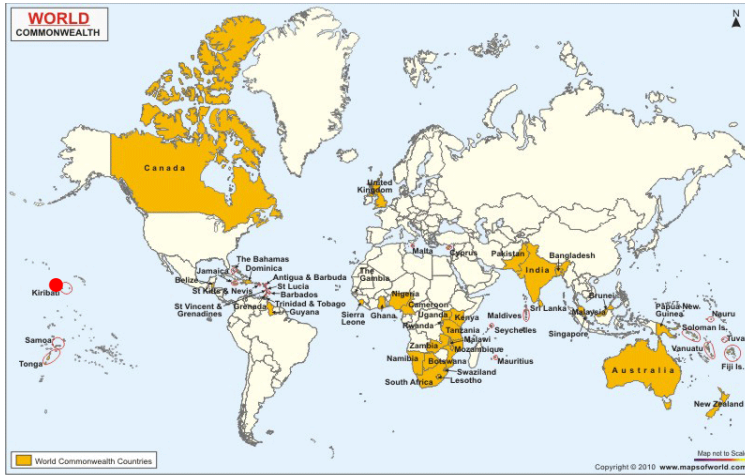 WORLD
COMMONWEALTH
N
Canada
United
Kingdom
Malta
Cyprus
Pakistan
Bangladesh
India
The Bahamas
Jamaica
Dominica
Belize
Antigua & Barbuda
St Kitts & Nevis
St Lucia
Barbados
St Vincent &
Grenadines
Grenada
Trinidad & Tobago
Guyana
The
Gambia
Sierra
Leone
Ghana
Nigeria
Cameroon
Uganda
Kenya
Rwanda
Tanzania
Malawi
Zambia
Mozambique
Namibia
Botswana
Swaziland
South Africa
Lesotho
Maldives
Sri Lanka
Seychelles
Mauritius
Brunei
Malaysia
Singapore
Papua-New
Guinea
Nauru
Soloman Is.
Tuva
Vanuatu
Fiji Is.
Australia
New Zealand
Kiribati
Samoa
Tonga
World Commonwealth Countries
Map not to Scal
Copyright © 2010 www.mapsofworld.com